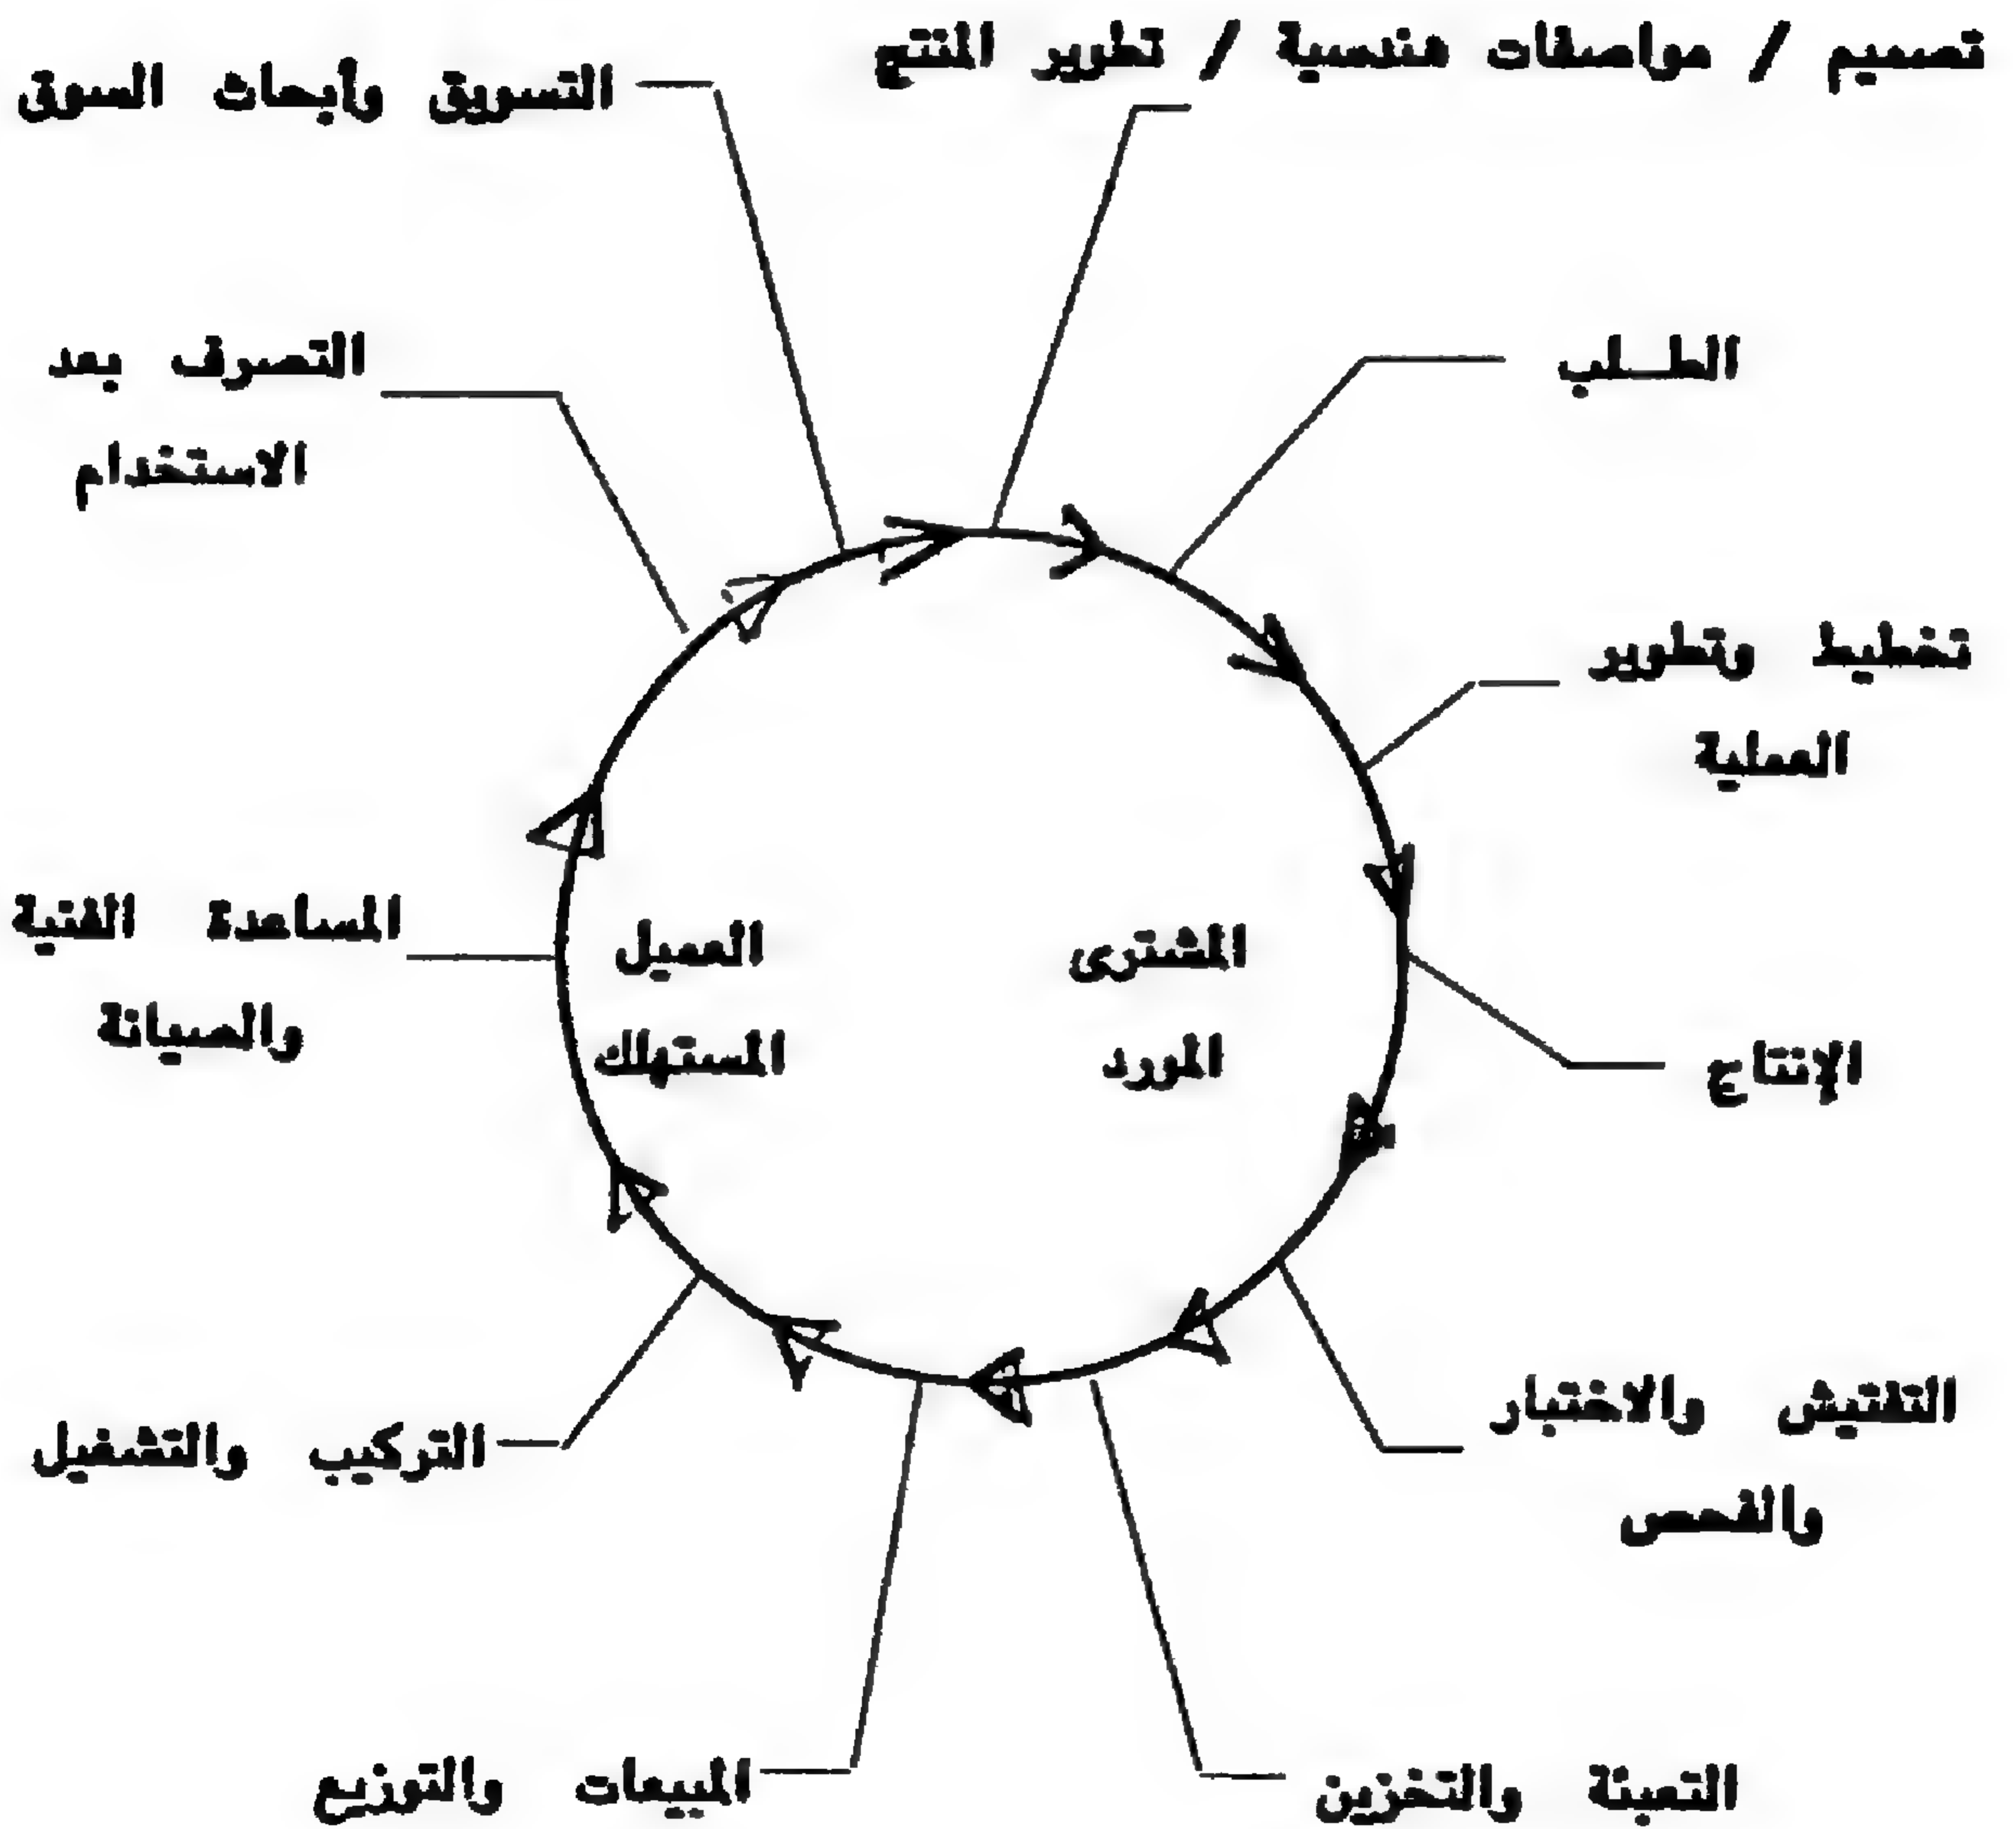 تصميم / مواصفات هندسية / تطوير المنتج
التسويق وأبحاث السوق
الطلب
التصرف بعد
الاستخدام
تخطيط وتطوير
العملية
المساعدة الفنية
والصيانة
العميل
المستهلك
المشترى
المورد
الإنتاج
التفتيش والاختبار
والفحص
التركيب والتشغيل
التعبئة والتخزين
المبيعات والتوزيع